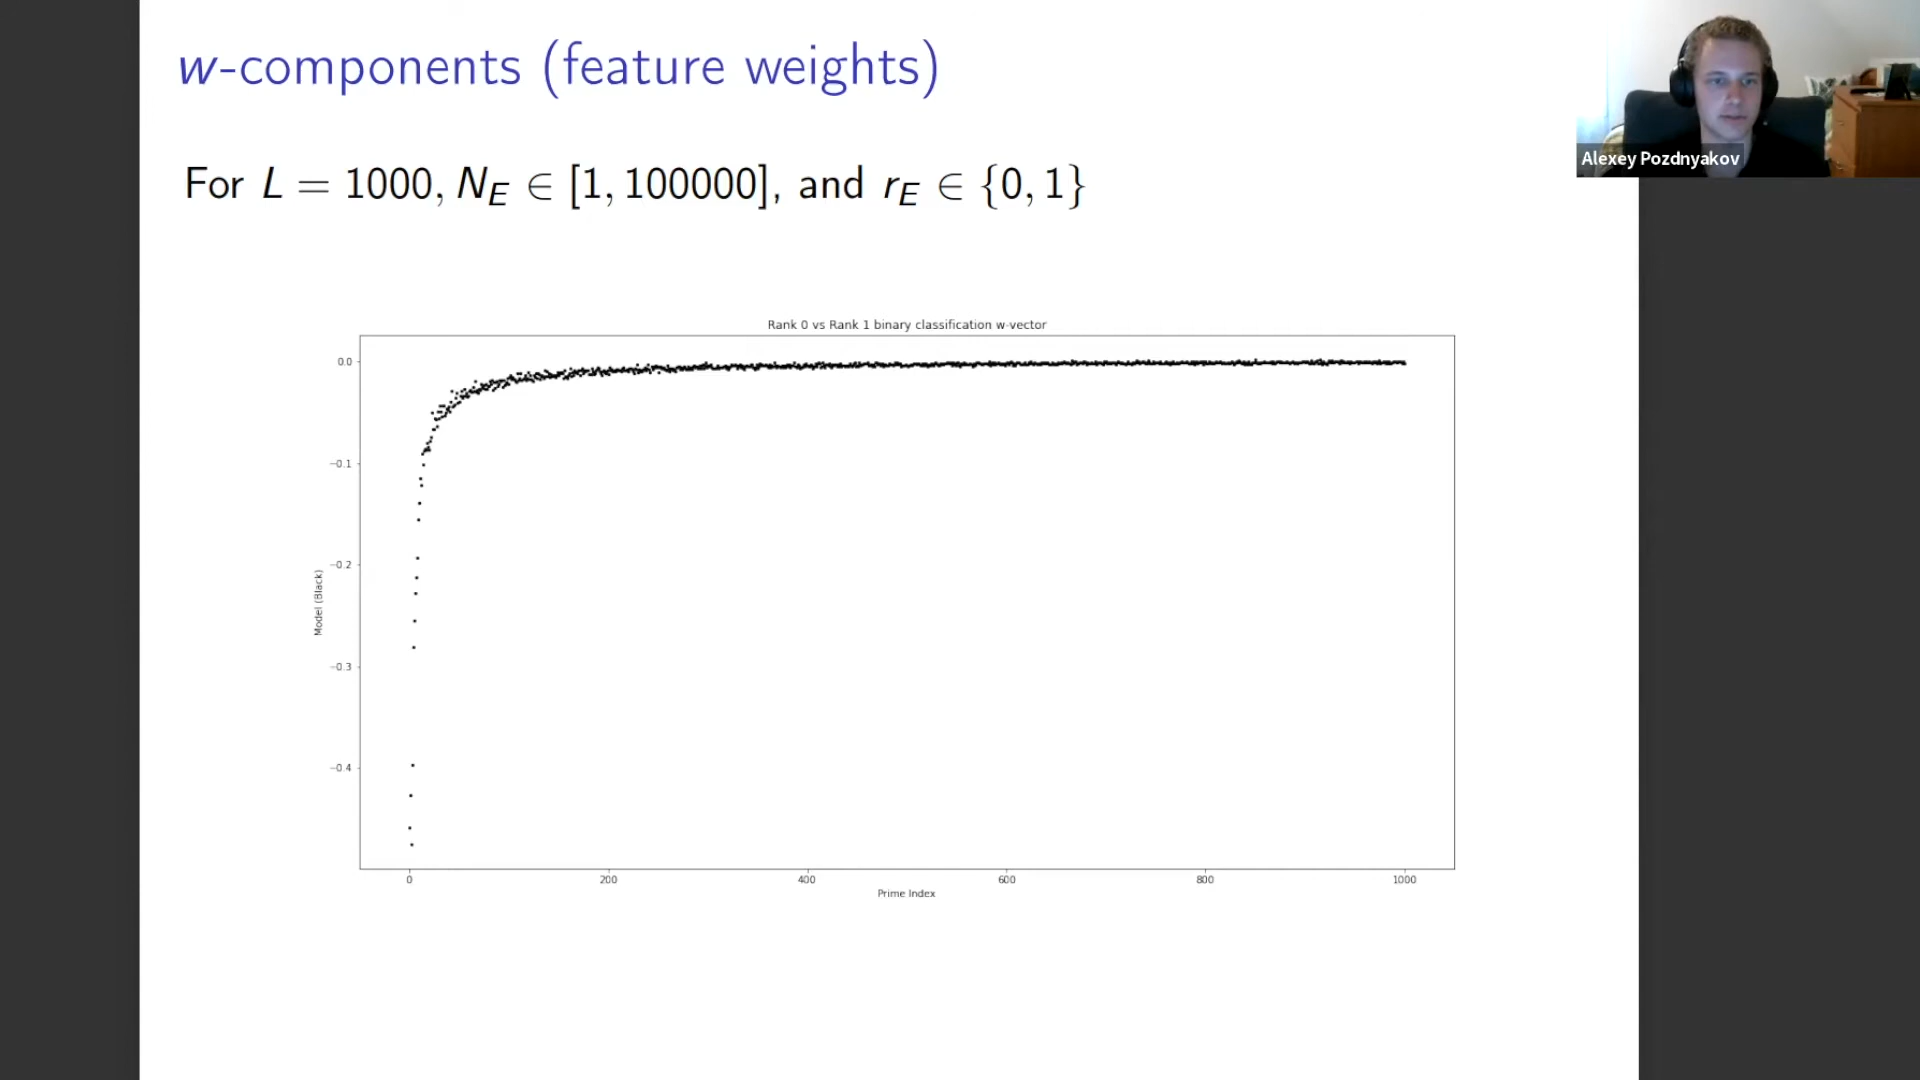 w-components (feature weights)
Alexey Pozdnyakov
For L = 1000, N_E ∈ [1, 100000], and r_E ∈ {0, 1}
Rank 0 vs Rank 1 binary classification w-vector
0.0
−0.1
−0.2
−0.3
−0.4
Model (Black)
0 200 400 600 800 1000
Prime Index